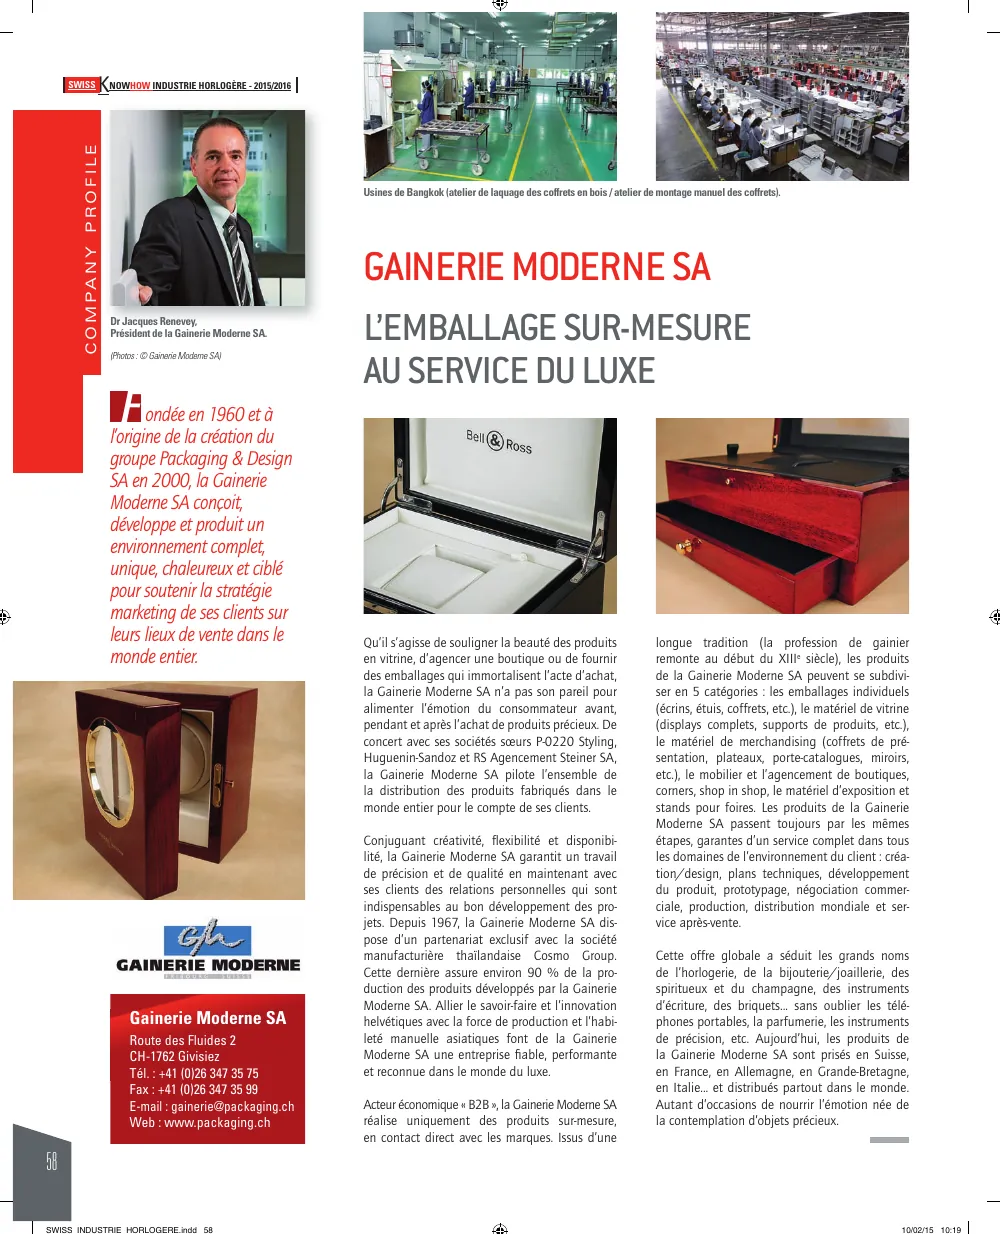 SWISS KNOWHOW INDUSTRIE HORLOGÈRE - 2015/2016
COMPANY PROFILE
Dr Jacques Renevey,
Président de la Gainerie Moderne SA.
(Photos : © Gainerie Moderne SA)
Usines de Bangkok (atelier de laquage des coffrets en bois / atelier de montage manuel des coffrets).
GAINERIE MODERNE SA
L’EMBALLAGE SUR-MESURE
AU SERVICE DU LUXE
Fondée en 1960 et à
l’origine de la création du
groupe Packaging & Design
SA en 2000, la Gainerie
Moderne SA conçoit,
développe et produit un
environnement complet,
unique, chaleureux et ciblé
pour soutenir la stratégie
marketing de ses clients sur
leurs lieux de vente dans le
monde entier.
Bell & Ross
Qu’il s’agisse de souligner la beauté des produits
en vitrine, d’agencer une boutique ou de fournir
des emballages qui immortalisent l’acte d’achat,
la Gainerie Moderne SA n’a pas son pareil pour
alimenter l’émotion du consommateur avant,
pendant et après l’achat de produits précieux. De
concert avec ses sociétés sœurs P-0220 Styling,
Huguenin-Sandoz et RS Agencement Steiner SA,
la Gainerie Moderne SA pilote l’ensemble de
la distribution des produits fabriqués dans le
monde entier pour le compte de ses clients.
Conjuguant créativité, flexibilité et disponibi-
lité, la Gainerie Moderne SA garantit un travail
de précision et de qualité en maintenant avec
ses clients des relations personnelles qui sont
indispensables au bon développement des pro-
jets. Depuis 1967, la Gainerie Moderne SA dis-
pose d’un partenariat exclusif avec la société
manufacturière thaïlandaise Cosmo Group.
Cette dernière assure environ 90 % de la pro-
duction des produits développés par la Gainerie
Moderne SA. Allier le savoir-faire et l’innovation
helvétiques avec la force de production et l’habi-
leté manuelle asiatiques font de la Gainerie
Moderne SA une entreprise fiable, performante
et reconnue dans le monde du luxe.
Acteur économique « B2B », la Gainerie Moderne SA
réalise uniquement des produits sur-mesure,
en contact direct avec les marques. Issus d’une
longue tradition (la profession de gainier
remonte au début du XIIIe siècle), les produits
de la Gainerie Moderne SA peuvent se subdivi-
ser en 5 catégories : les emballages individuels
(écrins, étuis, coffrets, etc.), le matériel de vitrine
(displays complets, supports de produits, etc.),
le matériel de merchandising (coffrets de pré-
sentation, plateaux, porte-catalogues, miroirs,
etc.), le mobilier et l’agencement de boutiques,
corners, shop in shop, le matériel d’exposition et
stands pour foires. Les produits de la Gainerie
Moderne SA passent toujours par les mêmes
étapes, garantes d’un service complet dans tous
les domaines de l’environnement du client : créa-
tion/design, plans techniques, développement
du produit, prototypage, négociation commer-
ciale, production, distribution mondiale et ser-
vice après-vente.
Cette offre globale a séduit les grands noms
de l’horlogerie, de la bijouterie/joaillerie, des
spiritueux et du champagne, des instruments
d’écriture, des briquets... sans oublier les télé-
phones portables, la parfumerie, les instruments
de précision, etc. Aujourd’hui, les produits de
la Gainerie Moderne SA sont prisés en Suisse,
en France, en Allemagne, en Grande-Bretagne,
en Italie... et distribués partout dans le monde.
Autant d’occasions de nourrir l’émotion née de
la contemplation d’objets précieux.
GAINERIE MODERNE
FRIBOURG SUISSE
Gainerie Moderne SA
Route des Fluides 2
CH-1762 Givisiez
Tél. : +41 (0)26 347 35 75
Fax : +41 (0)26 347 35 99
E-mail : gainerie@packaging.ch
Web : www.packaging.ch
58
SWISS_INDUSTRIE_HORLOGERE.indd 58
10/02/15 10:19